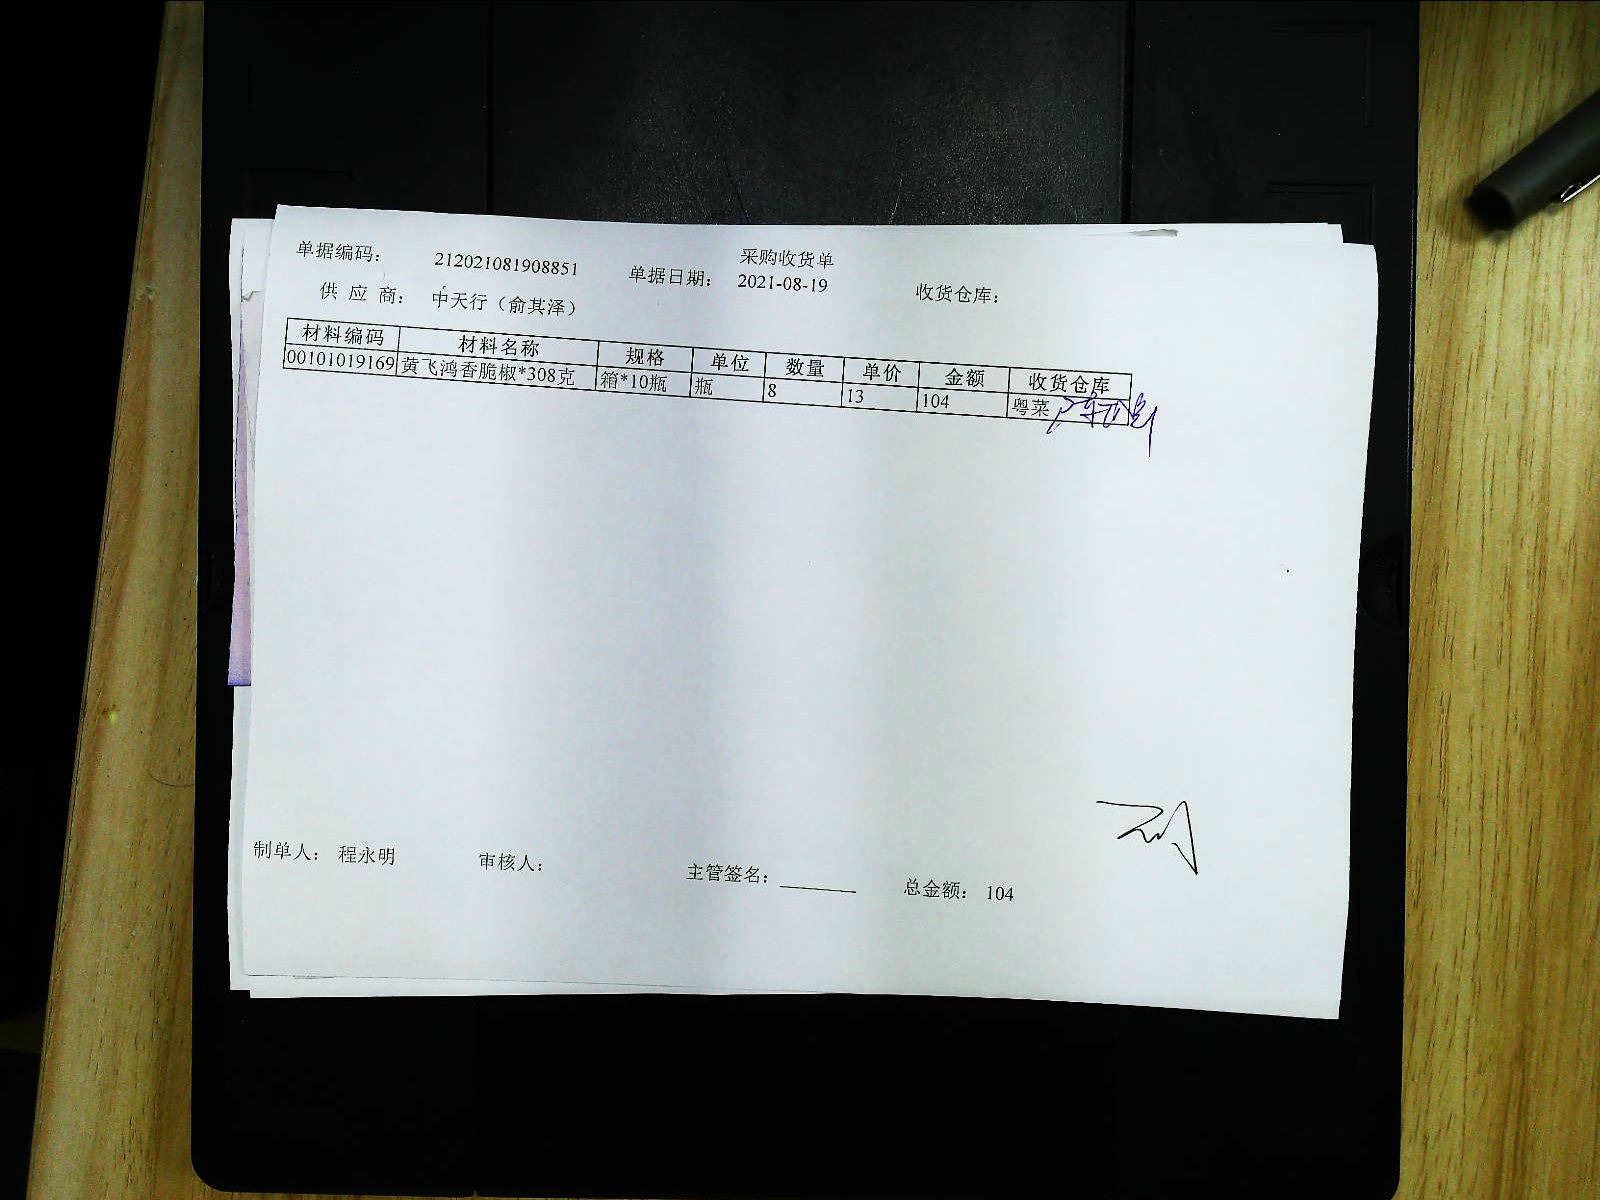 采购收货单
单据编码： 212021081908851 单据日期： 2021-08-19 收货仓库：
供 应 商： 中天行（俞其泽）
材料编码 材料名称 规格 单位 数量 单价 金额 收货仓库
00101019169 黄飞鸿香脆椒*308克 箱*10瓶 瓶 8 13 104 粤菜
制单人： 程永明 审核人： 主管签名： 总金额： 104